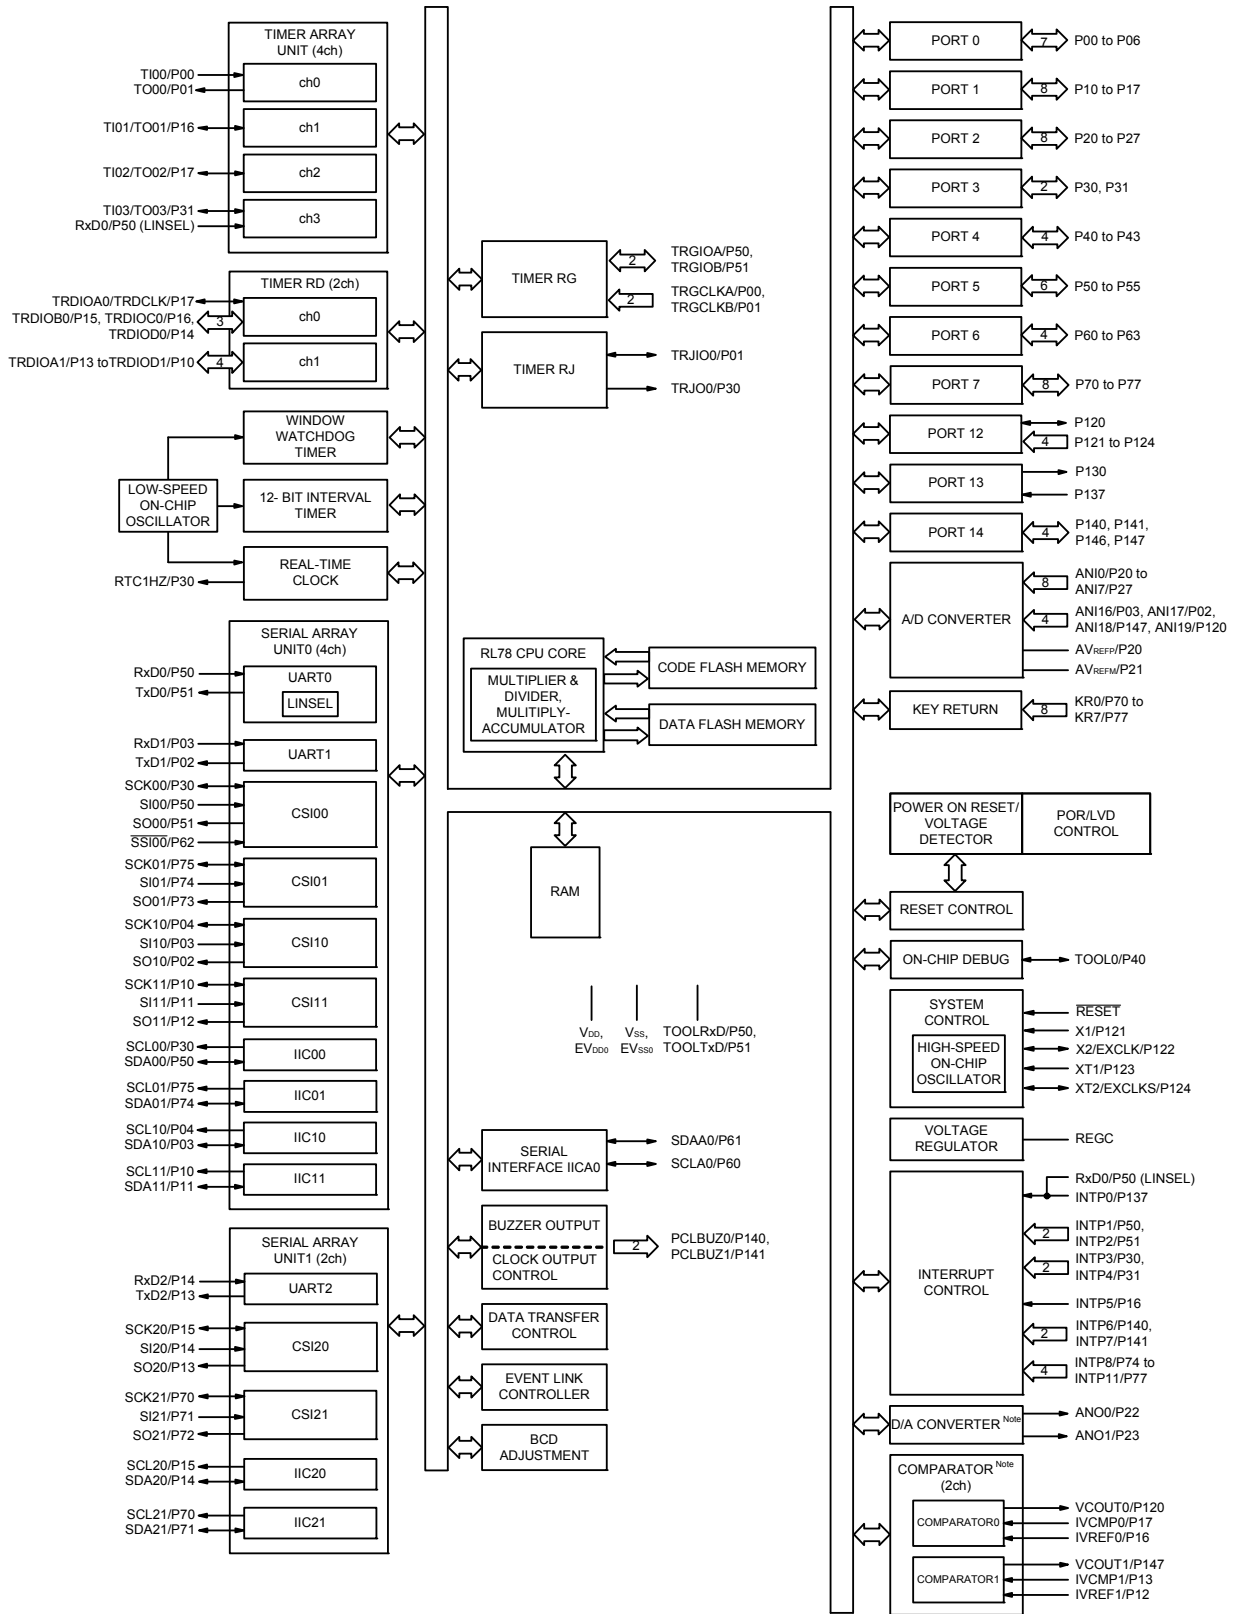 TIMER ARRAY
UNIT (4ch)
TI00/P00
TO00/P01
ch0
TI01/TO01/P16
ch1
TI02/TO02/P17
ch2
TI03/TO03/P31
RxD0/P50 (LINSEL)
ch3
TIMER RD (2ch)
TRDIOA0/TRDCLK/P17
TRDIOB0/P15, TRDIOC0/P16,
TRDIOD0/P14
3
ch0
TRDIOA1/P13 toTRDIOD1/P10
4
ch1
WINDOW
WATCHDOG
TIMER
LOW-SPEED
ON-CHIP
OSCILLATOR
12- BIT INTERVAL
TIMER
REAL-TIME
CLOCK
RTC1HZ/P30
SERIAL ARRAY
UNIT0 (4ch)
RxD0/P50
TxD0/P51
UART0
LINSEL
RxD1/P03
TxD1/P02
UART1
SCK00/P30
SI00/P50
SO00/P51
SSI00/P62
CSI00
SCK01/P75
SI01/P74
SO01/P73
CSI01
SCK10/P04
SI10/P03
SO10/P02
CSI10
SCK11/P10
SI11/P11
SO11/P12
CSI11
SCL00/P30
SDA00/P50
IIC00
SCL01/P75
SDA01/P74
IIC01
SCL10/P04
SDA10/P03
IIC10
SCL11/P10
SDA11/P11
IIC11
SERIAL ARRAY
UNIT1 (2ch)
RxD2/P14
TxD2/P13
UART2
SCK20/P15
SI20/P14
SO20/P13
CSI20
SCK21/P70
SI21/P71
SO21/P72
CSI21
SCL20/P15
SDA20/P14
IIC20
SCL21/P70
SDA21/P71
IIC21
TIMER RG
2
TRGIOA/P50,
TRGIOB/P51
2
TRGCLKA/P00,
TRGCLKB/P01
TIMER RJ
TRJIO0/P01
TRJO0/P30
RL78 CPU CORE
MULTIPLIER &
DIVIDER,
MULITIPLY-
ACCUMULATOR
CODE FLASH MEMORY
DATA FLASH MEMORY
RAM
VDD,
EVDD0
VSS,
EVSS0
TOOLRxD/P50,
TOOLTxD/P51
SERIAL
INTERFACE IICA0
SDAA0/P61
SCLA0/P60
BUZZER OUTPUT
CLOCK OUTPUT
CONTROL
2
PCLBUZ0/P140,
PCLBUZ1/P141
DATA TRANSFER
CONTROL
EVENT LINK
CONTROLLER
BCD
ADJUSTMENT
PORT 0
7
P00 to P06
PORT 1
8
P10 to P17
PORT 2
8
P20 to P27
PORT 3
2
P30, P31
PORT 4
4
P40 to P43
PORT 5
6
P50 to P55
PORT 6
4
P60 to P63
PORT 7
8
P70 to P77
PORT 12
P120
4
P121 to P124
PORT 13
P130
P137
PORT 14
4
P140, P141,
P146, P147
A/D CONVERTER
8
ANI0/P20 to
ANI7/P27
4
ANI16/P03, ANI17/P02,
ANI18/P147, ANI19/P120
AVREFP/P20
AVREFM/P21
KEY RETURN
8
KR0/P70 to
KR7/P77
POWER ON RESET/
VOLTAGE
DETECTOR
POR/LVD
CONTROL
RESET CONTROL
ON-CHIP DEBUG
TOOL0/P40
SYSTEM
CONTROL
HIGH-SPEED
ON-CHIP
OSCILLATOR
RESET
X1/P121
X2/EXCLK/P122
XT1/P123
XT2/EXCLKS/P124
VOLTAGE
REGULATOR
REGC
INTERRUPT
CONTROL
RxD0/P50 (LINSEL)
INTP0/P137
2
INTP1/P50,
INTP2/P51
2
INTP3/P30,
INTP4/P31
INTP5/P16
2
INTP6/P140,
INTP7/P141
4
INTP8/P74 to
INTP11/P77
D/A CONVERTER Note
ANO0/P22
ANO1/P23
COMPARATOR Note
(2ch)
COMPARATOR0
VCOUT0/P120
IVCMP0/P17
IVREF0/P16
COMPARATOR1
VCOUT1/P147
IVCMP1/P13
IVREF1/P12